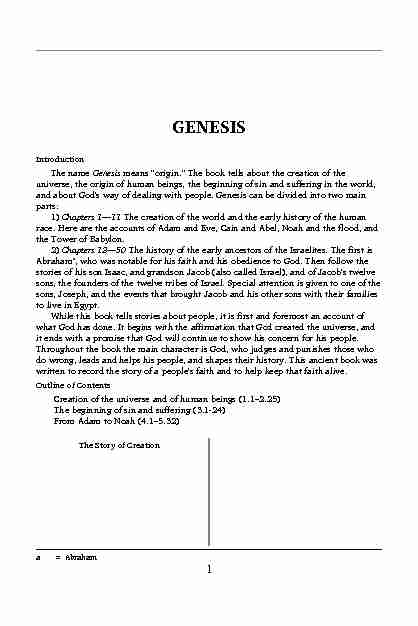 GENESIS
Introduction
The name Genesis means "origin." The book tells about the creation of the
universe, the origin of human beings, the beginning of sin and suffering in the world,
and about God's way of dealing with people. Genesis can be divided into two main
parts:
1) Chapters 1—11 The creation of the world and the early history of the human
race. Here are the accounts of Adam and Eve, Cain and Abel, Noah and the flood, and
the Tower of Babylon.
2) Chapters 12—50 The history of the early ancestors of the Israelites. The first is
Abrahamª, who was notable for his faith and his obedience to God. Then follow the
stories of his son Isaac, and grandson Jacob (also called Israel), and of Jacob's twelve
sons, the founders of the twelve tribes of Israel. Special attention is given to one of the
sons, Joseph, and the events that brought Jacob and his other sons with their families
to live in Egypt.
While this book tells stories about people, it is first and foremost an account of
what God has done. It begins with the affirmation that God created the universe, and
it ends with a promise that God will continue to show his concern for his people.
Throughout the book the main character is God, who judges and punishes those who
do wrong, leads and helps his people, and shapes their history. This ancient book was
written to record the story of a people's faith and to help keep that faith alive.
Outline of Contents
Creation of the universe and of human beings (1.1–2.25)
The beginning of sin and suffering (3.1-24)
From Adam to Noah (4.1–5.32)
The Story of Creation
a = Abraham
1